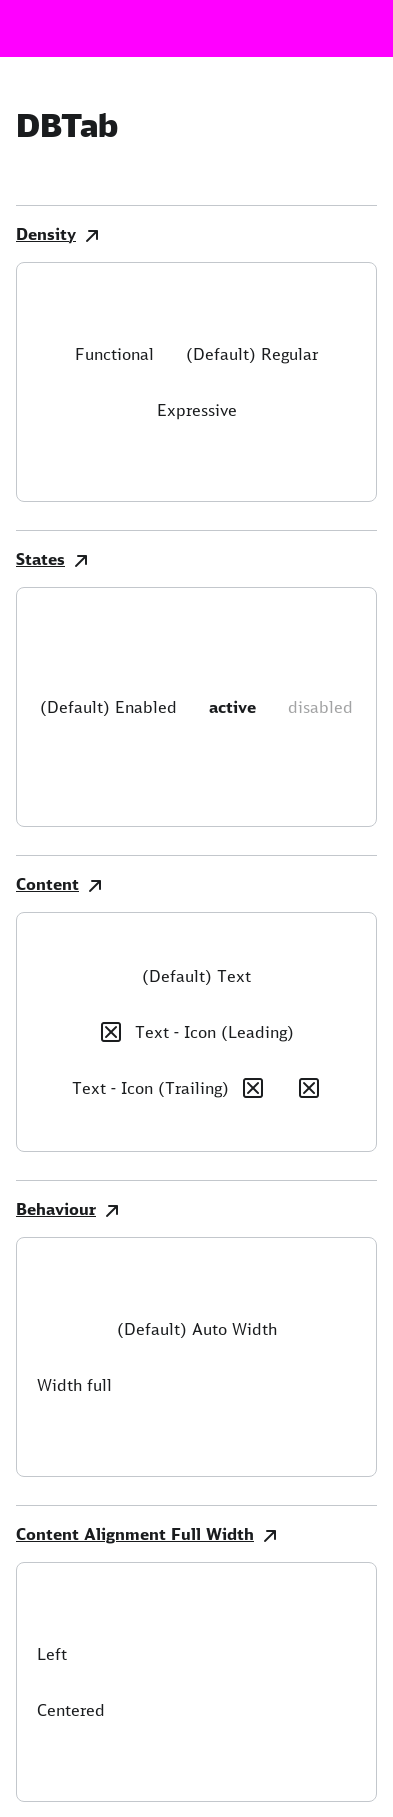 DBTab
Density
Functional (Default) Regular
Expressive
States
(Default) Enabled active disabled
Content
(Default) Text
Text - Icon (Leading)
Text - Icon (Trailing)
Behaviour
(Default) Auto Width
Width full
Content Alignment Full Width
Left
Centered